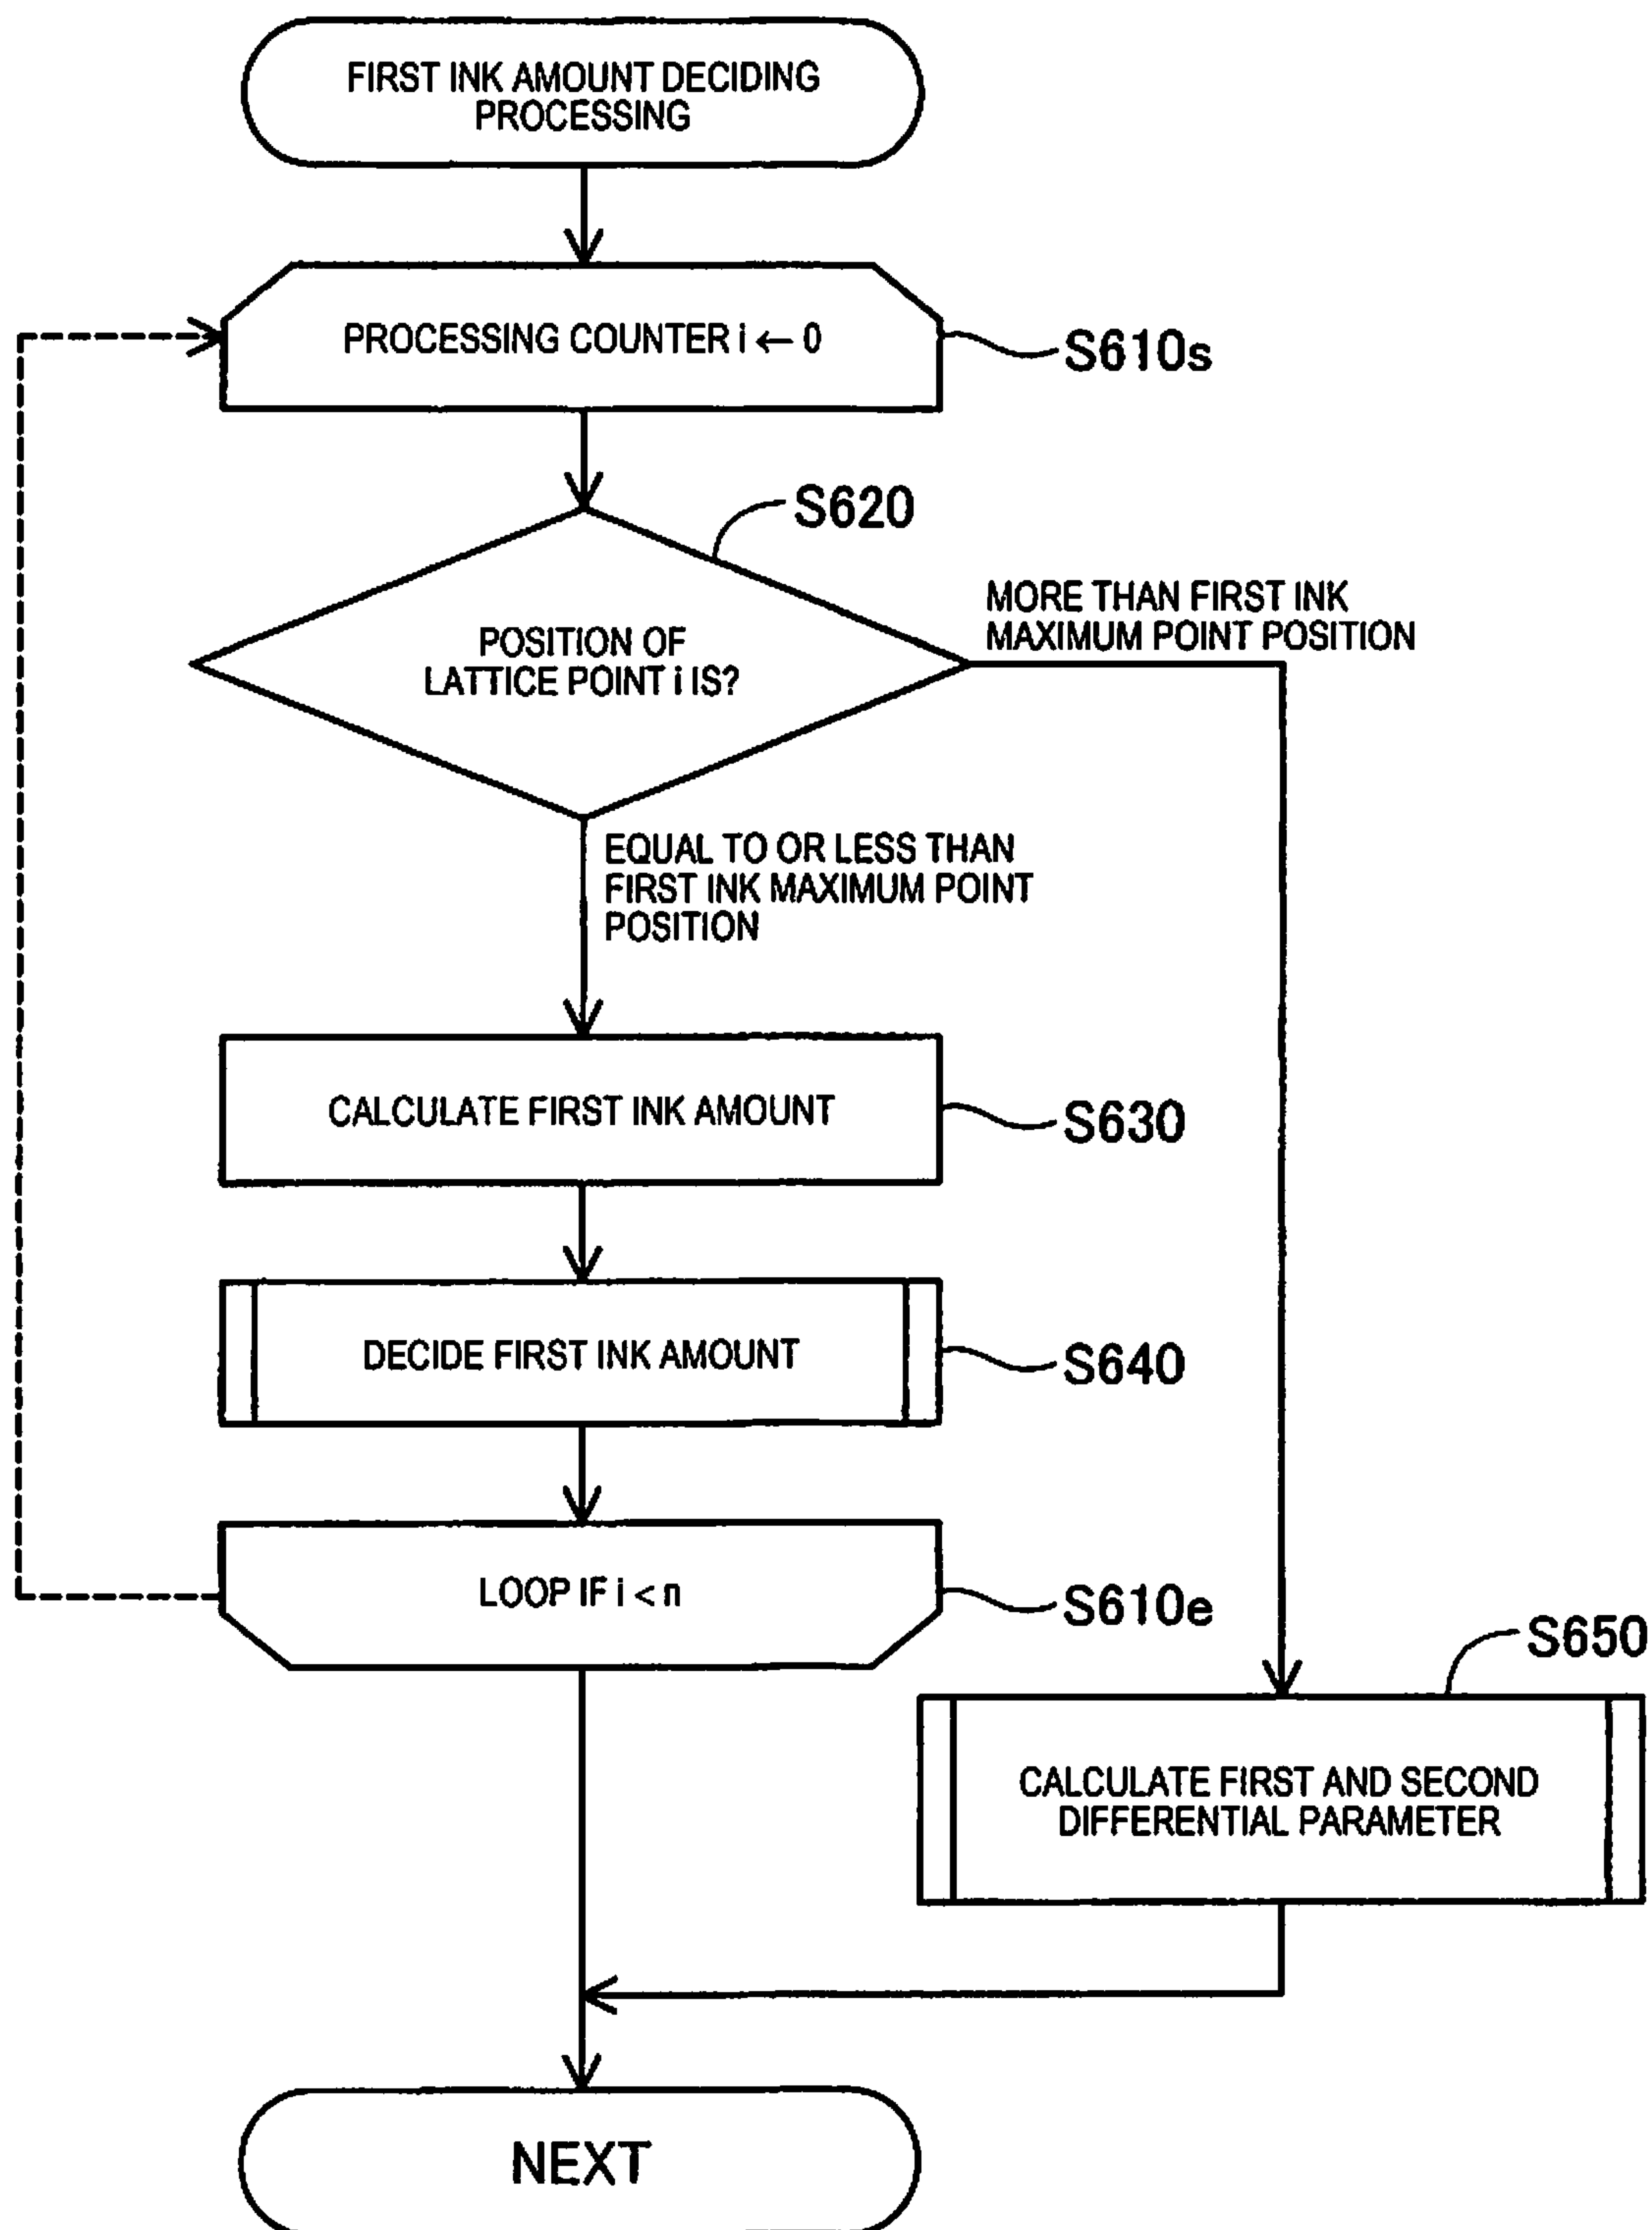 FIRST INK AMOUNT DECIDING
PROCESSING
PROCESSING COUNTER i ← 0
S610s
S620
POSITION OF
LATTICE POINT i IS?
MORE THAN FIRST INK
MAXIMUM POINT POSITION
EQUAL TO OR LESS THAN
FIRST INK MAXIMUM POINT
POSITION
CALCULATE FIRST INK AMOUNT
S630
DECIDE FIRST INK AMOUNT
S640
LOOP IF i < n
S610e
S650
CALCULATE FIRST AND SECOND
DIFFERENTIAL PARAMETER
NEXT